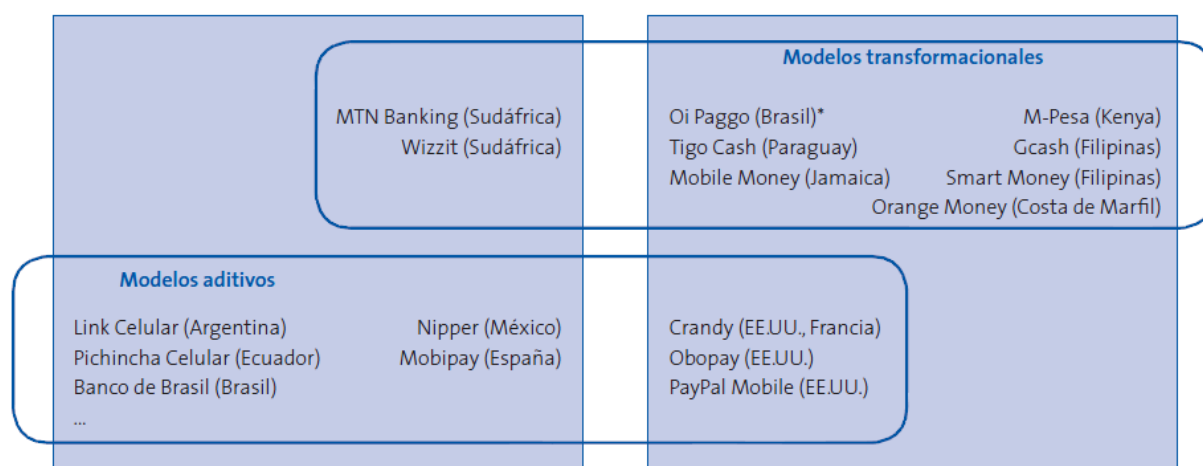 Modelos transformacionales
MTN Banking (Sudáfrica)
Wizzit (Sudáfrica)
Oi Paggo (Brasil)*
Tigo Cash (Paraguay)
Mobile Money (Jamaica)
M-Pesa (Kenya)
Gcash (Filipinas)
Smart Money (Filipinas)
Orange Money (Costa de Marfil)
Modelos aditivos
Link Celular (Argentina)
Pichincha Celular (Ecuador)
Banco de Brasil (Brasil)
...
Nipper (México)
Mobipay (España)
Crandy (EE.UU., Francia)
Obopay (EE.UU.)
PayPal Mobile (EE.UU.)